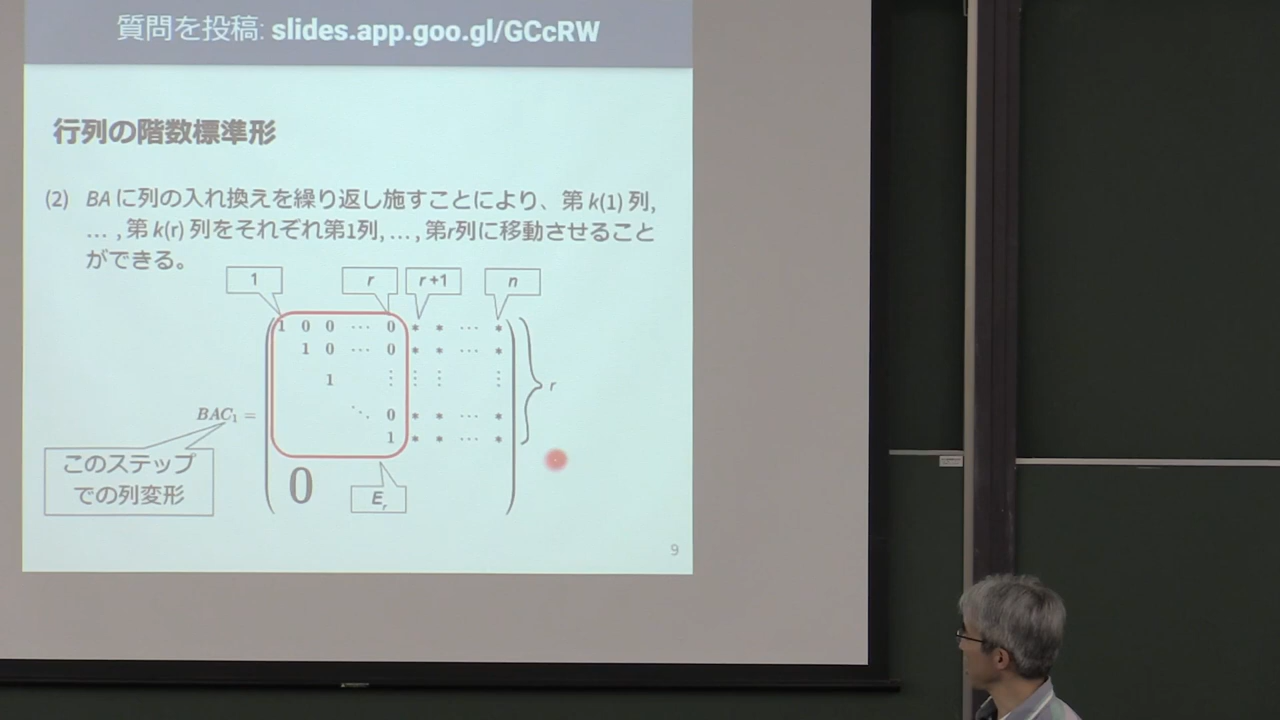 質問を投稿: slides.app.goo.gl/GCcRW
行列の階数標準形
(2) BA に列の入れ換えを繰り返し施すことにより、第 k(1) 列,
… , 第 k(r) 列をそれぞれ第1列, … , 第r列に移動させること
ができる。
1 r r+1 n
1 0 0 ⋯ 0 * * ⋯ *
1 0 ⋯ 0 * * ⋯ *
1 ⋮ ⋮ ⋮ ⋮
r
BAC₁ =
⋱ 0 * * ⋯ *
1 * * ⋯ *
このステップ
での列変形
0
Eᵣ
9